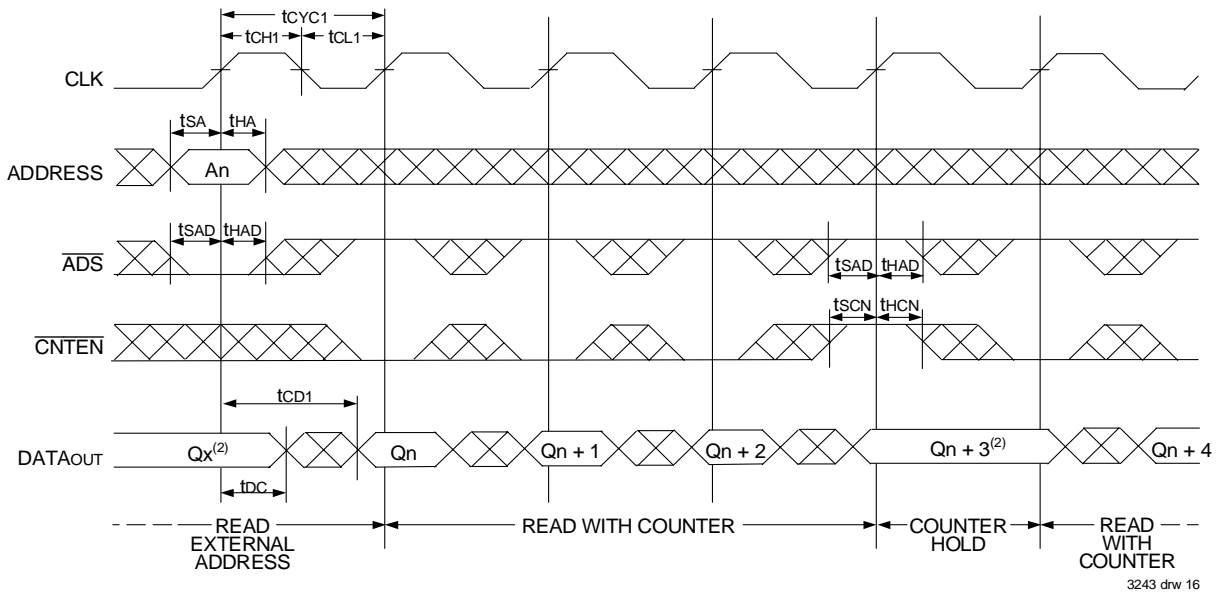 tCYC1
tCH1 tCL1
CLK
tSA tHA
ADDRESS An
tSAD tHAD
ADS
tSAD tHAD
tSCN tHCN
CNTEN
tCD1
DATAOUT Qx(2) Qn Qn + 1 Qn + 2 Qn + 3(2) Qn + 4
tDC
READ EXTERNAL ADDRESS
READ WITH COUNTER
COUNTER HOLD
READ WITH COUNTER
3243 drw 16